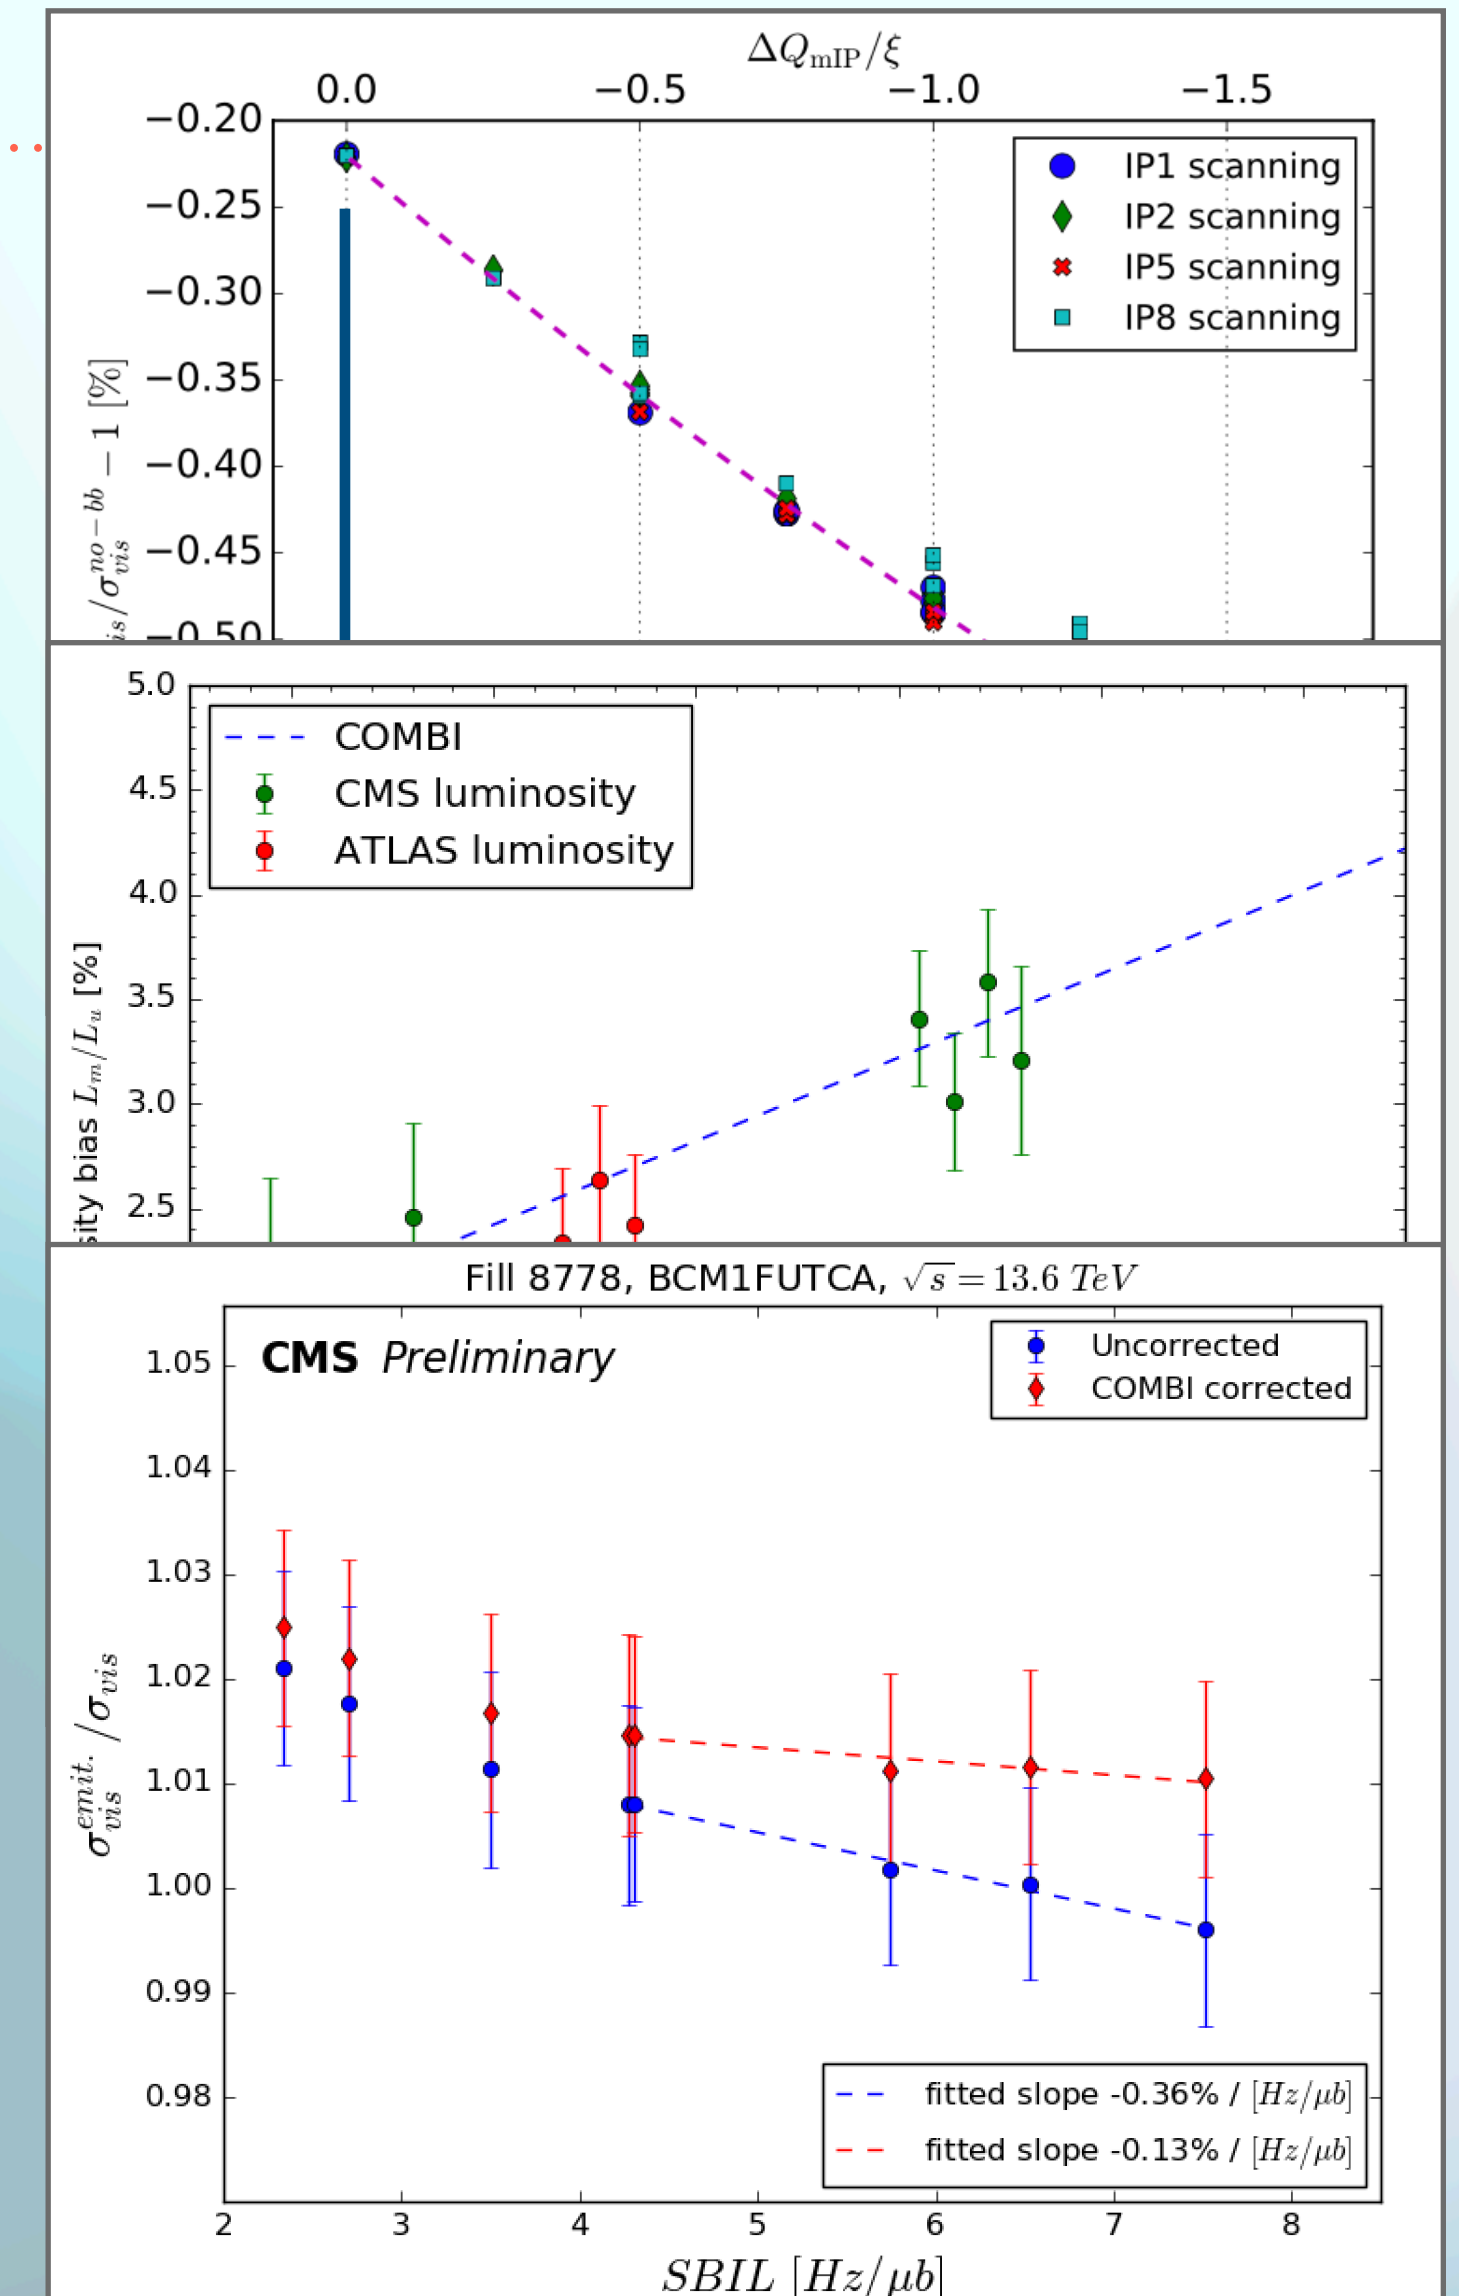 ΔQ_mIP/ξ
0.0 −0.5 −1.0 −1.5
−0.20
−0.25
−0.30
−0.35
−0.40
−0.45
−0.50
is/σ_vis^no−bb − 1 [%]
IP1 scanning
IP2 scanning
IP5 scanning
IP8 scanning
5.0
4.5
4.0
3.5
3.0
2.5
sity bias L_m/L_u [%]
COMBI
CMS luminosity
ATLAS luminosity
Fill 8778, BCM1FUTCA, √s = 13.6 TeV
CMS Preliminary
Uncorrected
COMBI corrected
1.05
1.04
1.03
1.02
1.01
1.00
0.99
0.98
σ_vis^emit. /σ_vis
fitted slope -0.36% / [Hz/μb]
fitted slope -0.13% / [Hz/μb]
2 3 4 5 6 7 8
SBIL [Hz/μb]